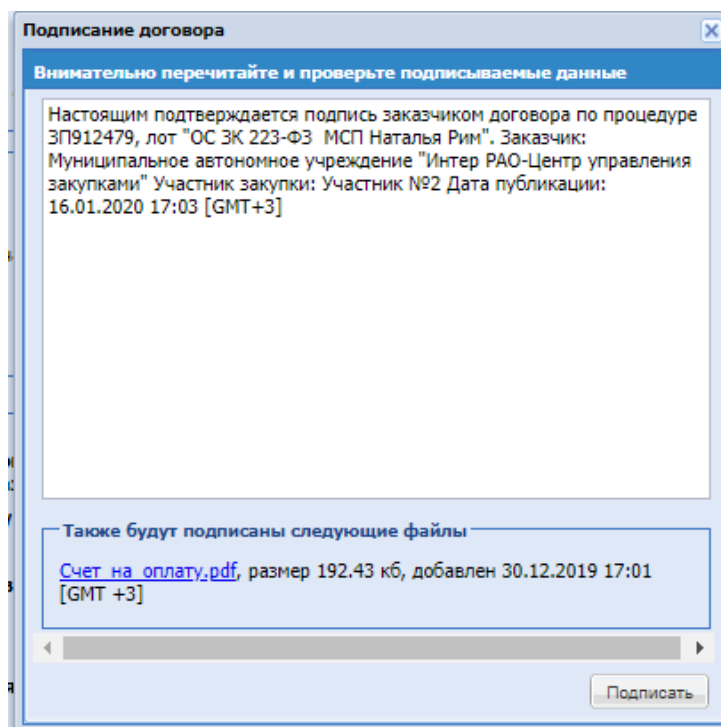 Подписание договора
Внимательно перечитайте и проверьте подписываемые данные
Настоящим подтверждается подпись заказчиком договора по процедуре
ЗП912479, лот "ОС ЗК 223-ФЗ МСП Наталья Рим". Заказчик:
Муниципальное автономное учреждение "Интер РАО-Центр управления
закупками" Участник закупки: Участник №2 Дата публикации:
16.01.2020 17:03 [GMT+3]
Также будут подписаны следующие файлы
Счет_на_оплату.pdf, размер 192.43 кб, добавлен 30.12.2019 17:01
[GMT +3]
Подписать